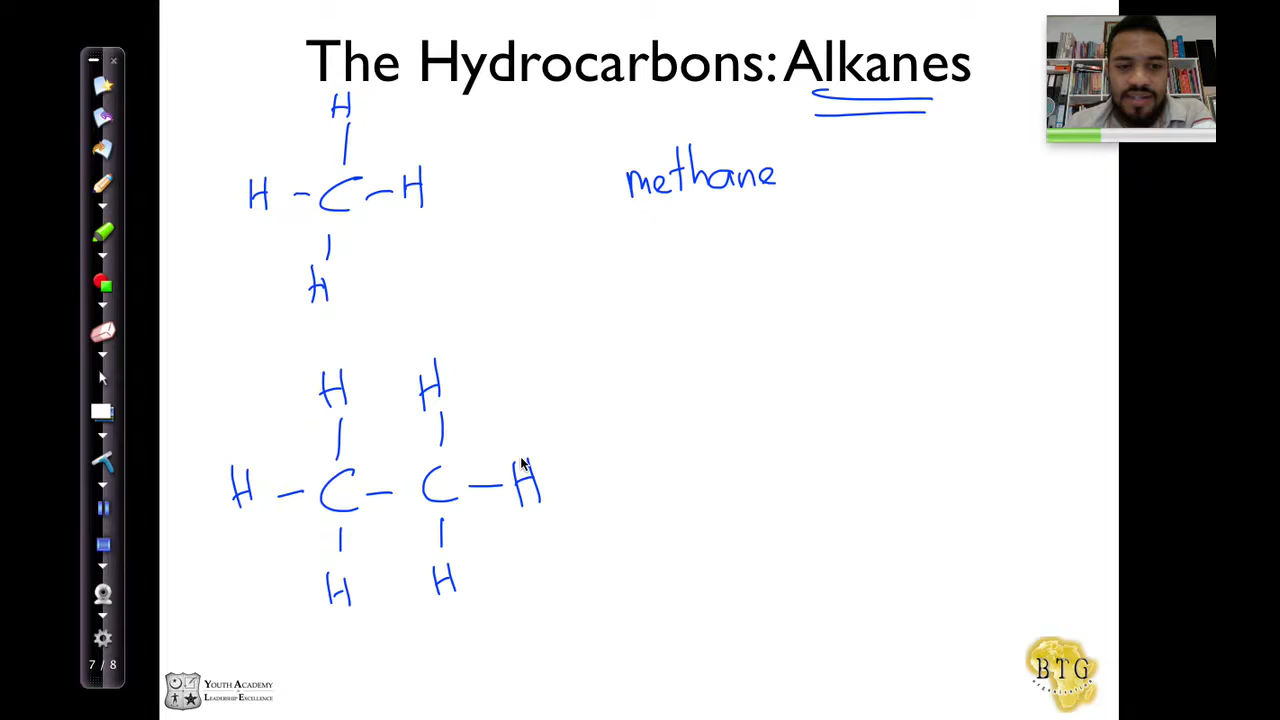 The Hydrocarbons: Alkanes
H
H - C - H
methane
H
H H
H - C - C - H
H H
7 / 8
YOUTH ACADEMY
LEADERSHIP EXCELLENCE
BTG